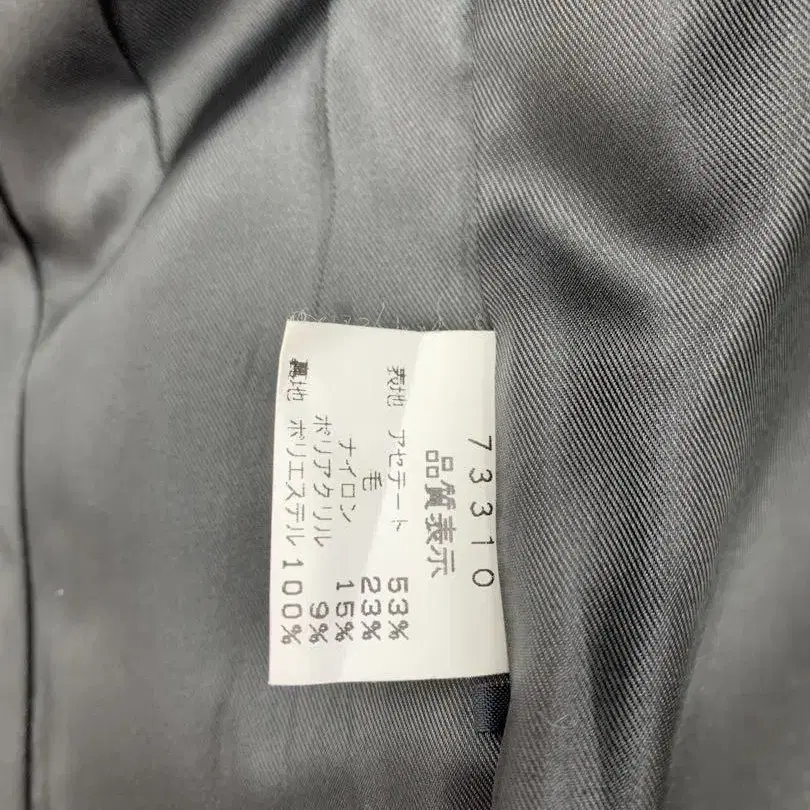 73310
品質表示
表地 アセテート 53%
毛 23%
ナイロン 15%
ポリアクリル 9%
裏地 ポリエステル 100%